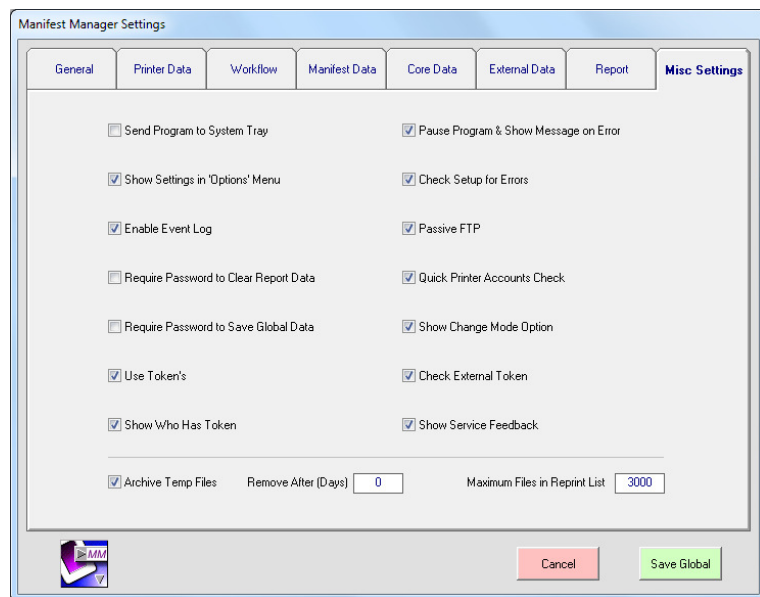 Manifest Manager Settings
General Printer Data Workflow Manifest Data Core Data External Data Report Misc Settings
Send Program to System Tray Pause Program & Show Message on Error
Show Settings in 'Options' Menu Check Setup for Errors
Enable Event Log Passive FTP
Require Password to Clear Report Data Quick Printer Accounts Check
Require Password to Save Global Data Show Change Mode Option
Use Token's Check External Token
Show Who Has Token Show Service Feedback
Archive Temp Files Remove After (Days) 0 Maximum Files in Reprint List 3000
MM
Cancel Save Global